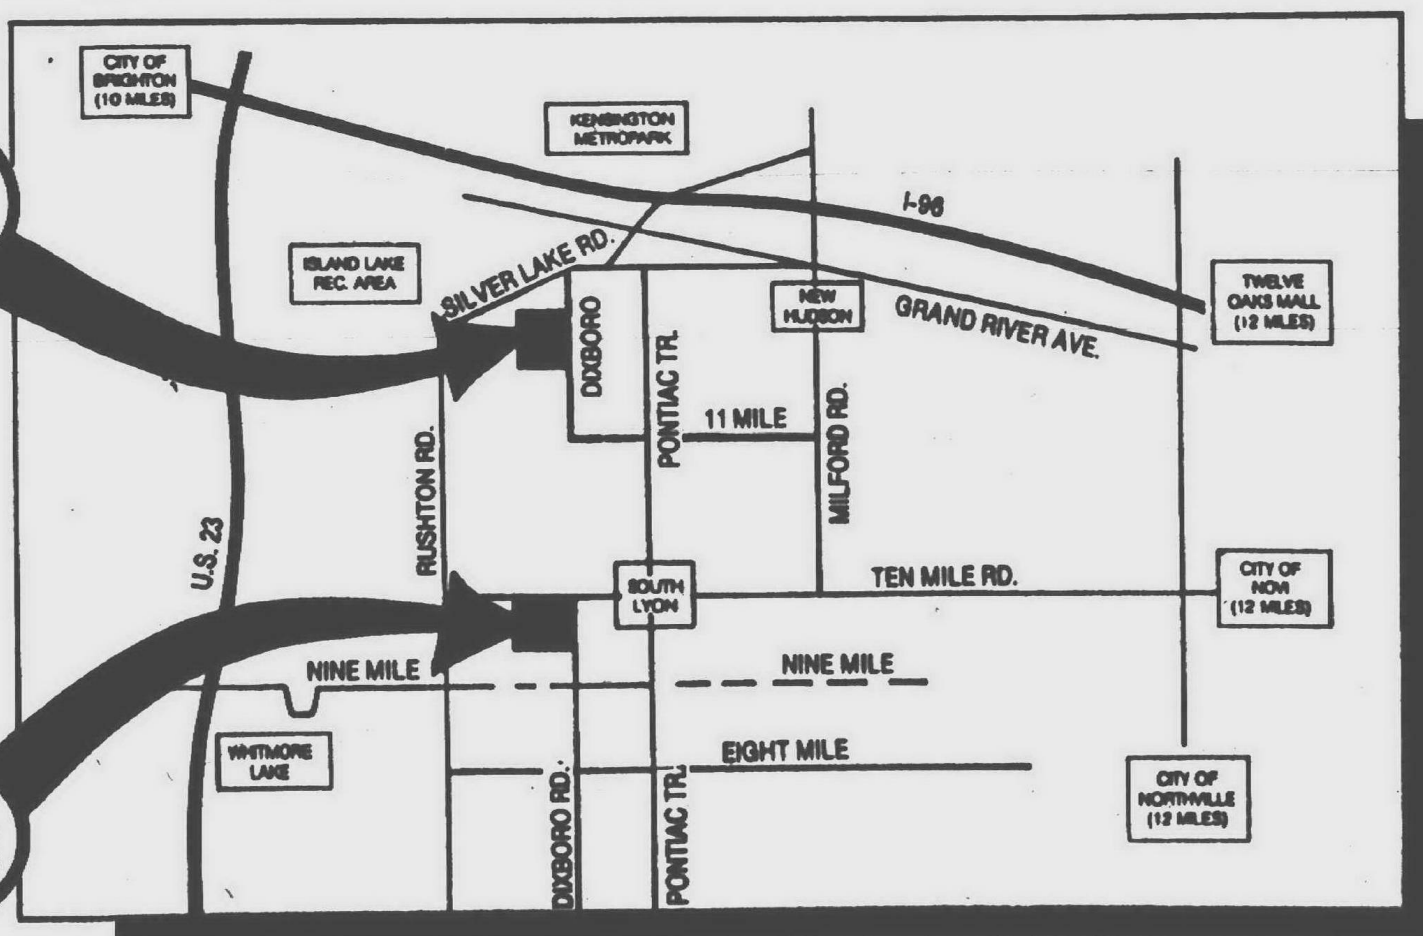 CITY OF
BRIGHTON
(10 MILES)
KENSINGTON
METROPARK
I-96
ISLAND LAKE
REC. AREA
SILVER LAKE RD.
NEW
HUDSON
GRAND RIVER AVE.
TWELVE
OAKS MALL
(12 MILES)
DIXBORO
PONTIAC TR.
11 MILE
MILFORD RD.
RUSHTON RD.
U.S. 23
SOUTH
LYON
TEN MILE RD.
CITY OF
NOVI
(12 MILES)
NINE MILE
NINE MILE
WHITMORE
LAKE
EIGHT MILE
DIXBORO RD.
PONTIAC TR.
CITY OF
NORTHVILLE
(12 MILES)